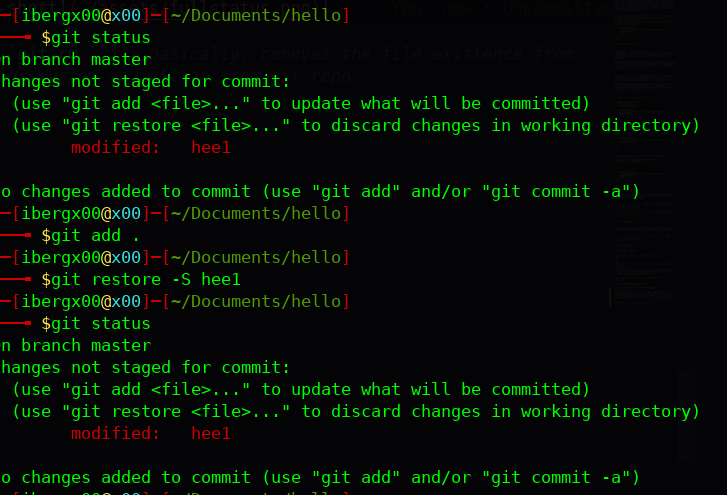 [ibergx00@x00]─[~/Documents/hello]
$git status
n branch master
hanges not staged for commit:
(use "git add <file>..." to update what will be committed)
(use "git restore <file>..." to discard changes in working directory)
modified:   hee1
o changes added to commit (use "git add" and/or "git commit -a")
[ibergx00@x00]─[~/Documents/hello]
$git add .
[ibergx00@x00]─[~/Documents/hello]
$git restore -S hee1
[ibergx00@x00]─[~/Documents/hello]
$git status
n branch master
hanges not staged for commit:
(use "git add <file>..." to update what will be committed)
(use "git restore <file>..." to discard changes in working directory)
modified:   hee1
o changes added to commit (use "git add" and/or "git commit -a")
[ibergx00@x00]─[~/Documents/hello]